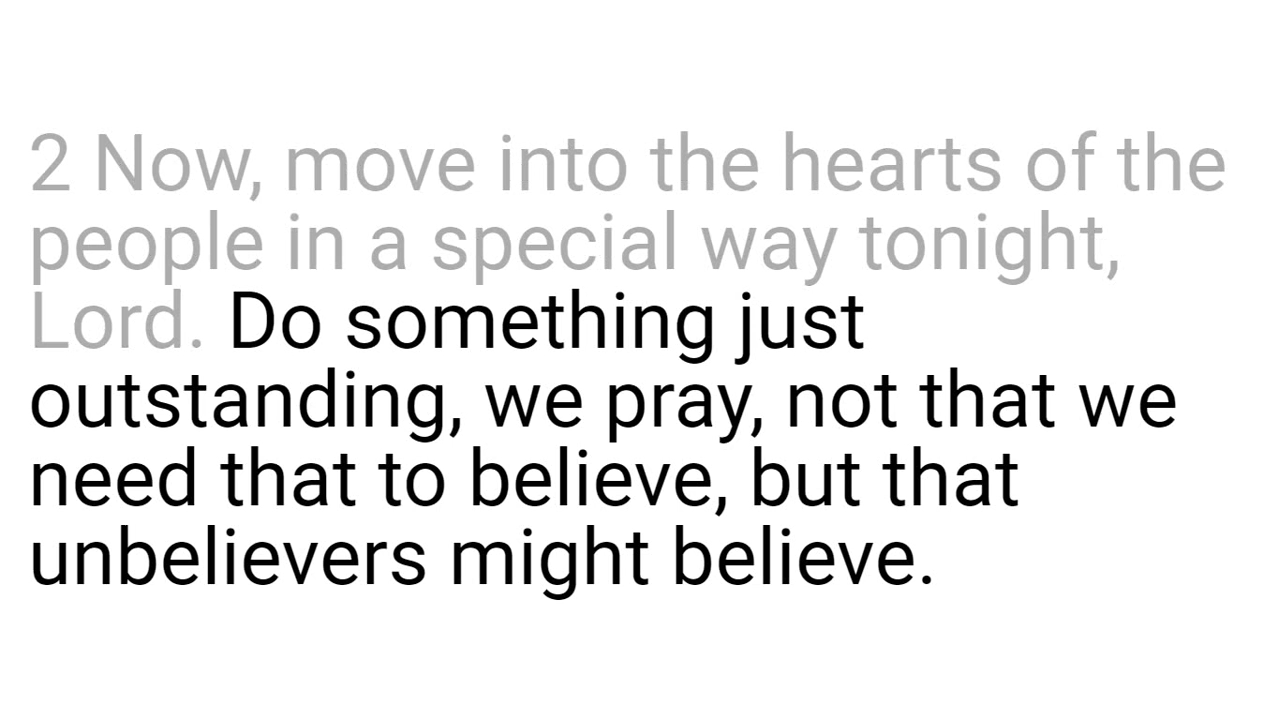 2 Now, move into the hearts of the
people in a special way tonight,
Lord. Do something just
outstanding, we pray, not that we
need that to believe, but that
unbelievers might believe.